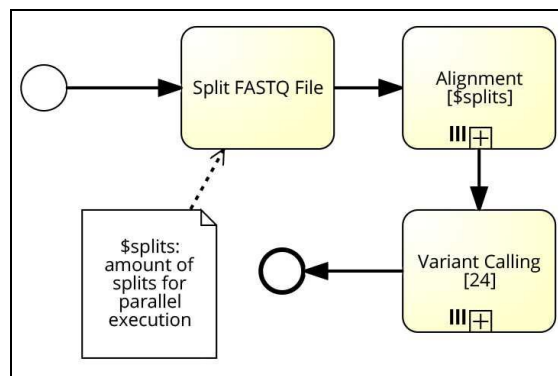 Split FASTQ File
Alignment
[$splits]
$splits:
amount of
splits for
parallel
execution
Variant Calling
[24]